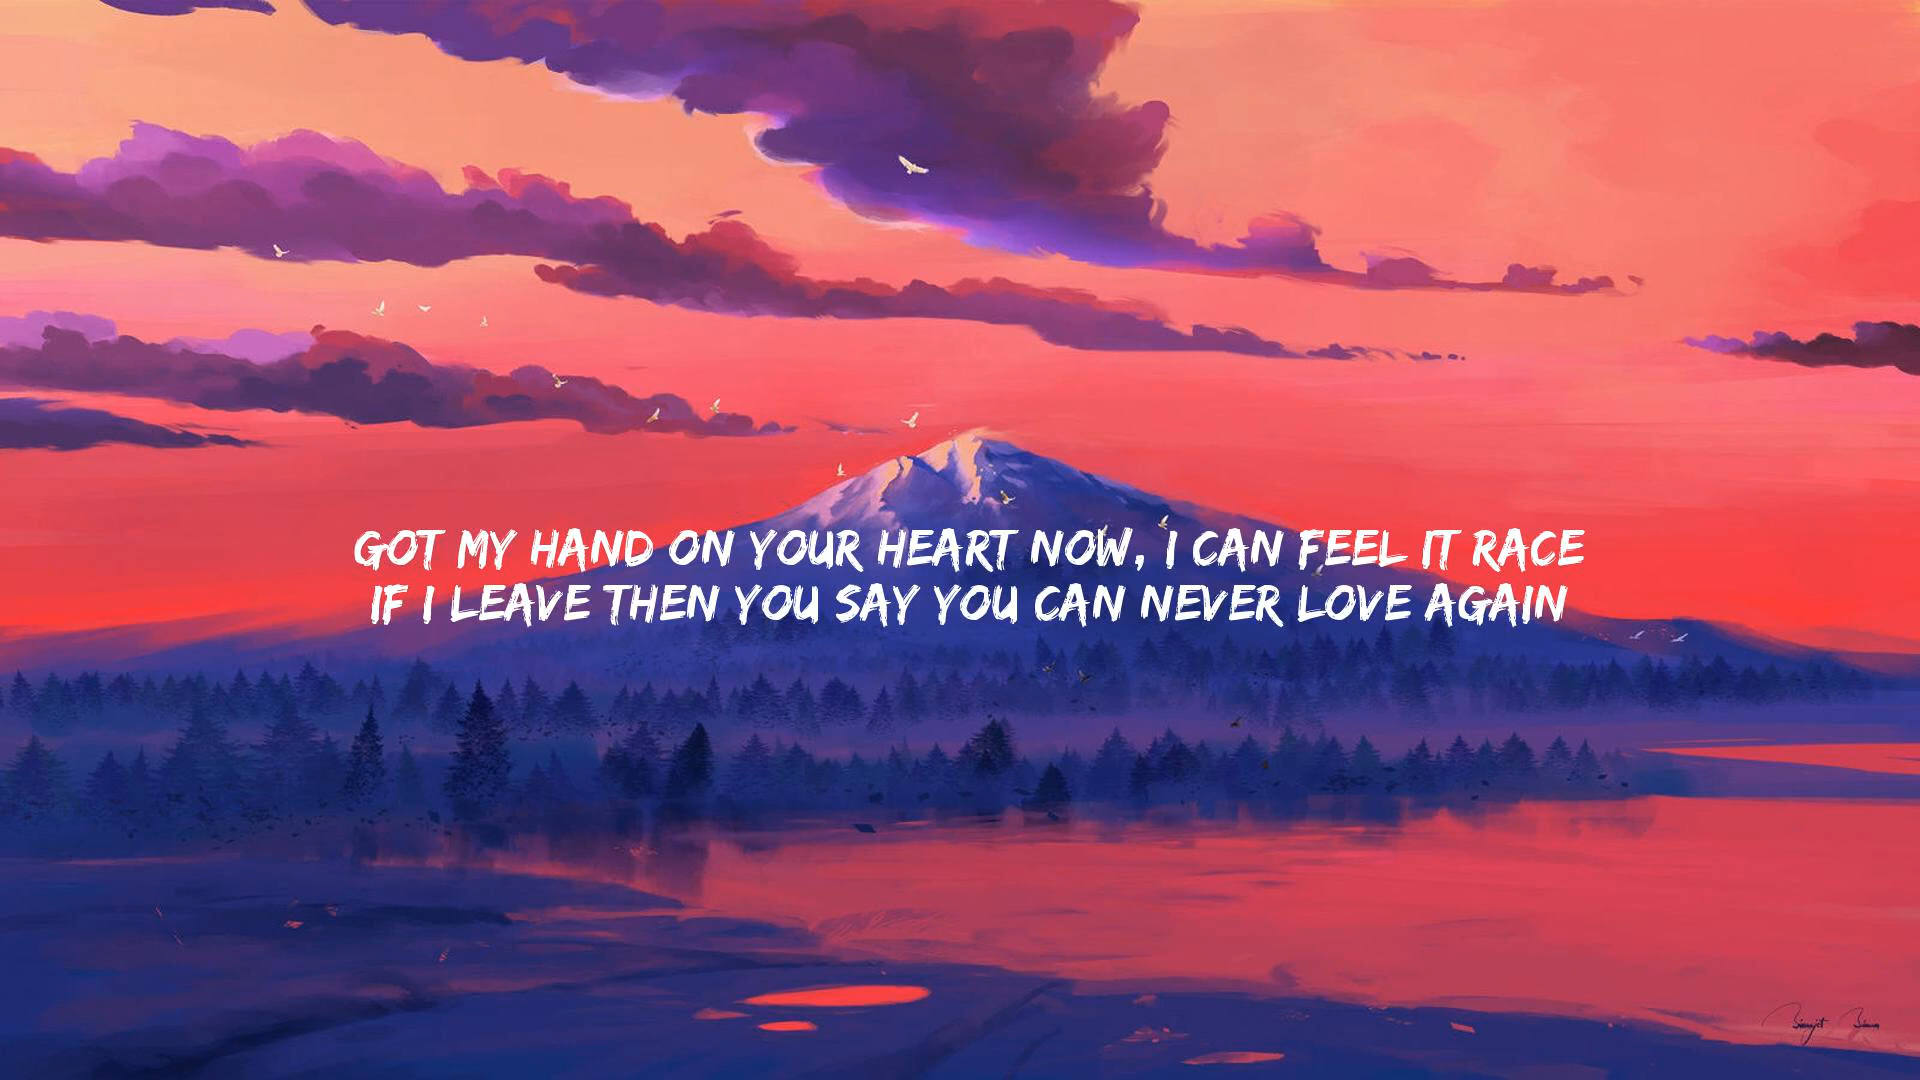 GOT MY HAND ON YOUR HEART NOW, I CAN FEEL IT RACE
IF I LEAVE THEN YOU SAY YOU CAN NEVER LOVE AGAIN